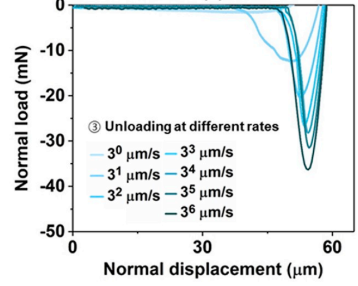 0
-10
-20
-30
-40
-50
Normal load (mN)
③ Unloading at different rates
3⁰ μm/s 3³ μm/s
3¹ μm/s 3⁴ μm/s
3² μm/s 3⁵ μm/s
3⁶ μm/s
0 30 60
Normal displacement (μm)